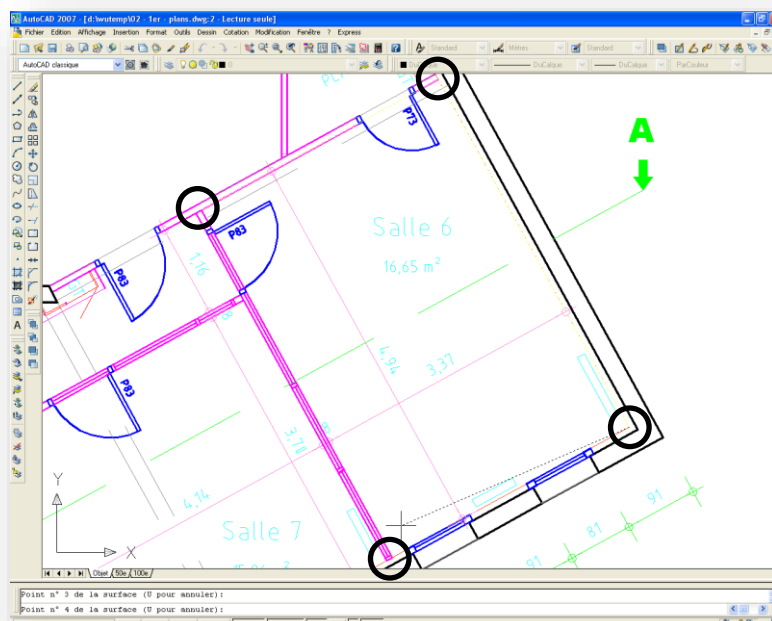 AutoCAD 2007 - [d:\wutemp\02 - 1er - plans.dwg:2 - Lecture seule]
Fichier Edition Affichage Insertion Format Outils Dessin Cotation Modification Fenêtre ? Express
A Standard Mètres Standard
AutoCAD classique 0 DuCalque DuCalque ParCouleur
P73
A
Salle 6
16,65 m²
P83
1,16
P83
4,94
3,37
P83
4,14
Salle 7
91
81
91
Y
X
Objet 50e 100e
Point n° 3 de la surface (U pour annuler):
Point n° 4 de la surface (U pour annuler):